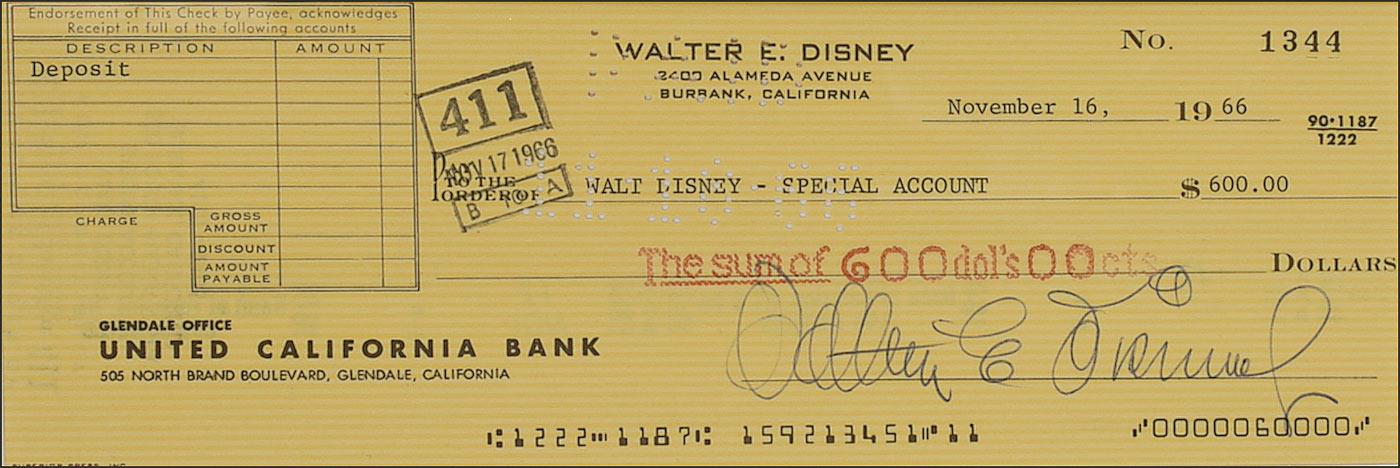 Endorsement of This Check by Payee, acknowledges
Receipt in full of the following accounts
DESCRIPTION AMOUNT
Deposit
CHARGE
GROSS AMOUNT
DISCOUNT
AMOUNT PAYABLE
WALTER E. DISNEY
2400 ALAMEDA AVENUE
BURBANK, CALIFORNIA
No. 1344
November 16, 1966
90-1187
1222
411
NOV 17 1966
B TO A
TO THE
ORDER OF WALT DISNEY - SPECIAL ACCOUNT $600.00
The sum of 600 dol's 00 cts DOLLARS
GLENDALE OFFICE
UNITED CALIFORNIA BANK
505 NORTH BRAND BOULEVARD, GLENDALE, CALIFORNIA
Walter E Disney
⑆1222⑉1187⑆ 159213451⑈11 ⑈0000060000⑈